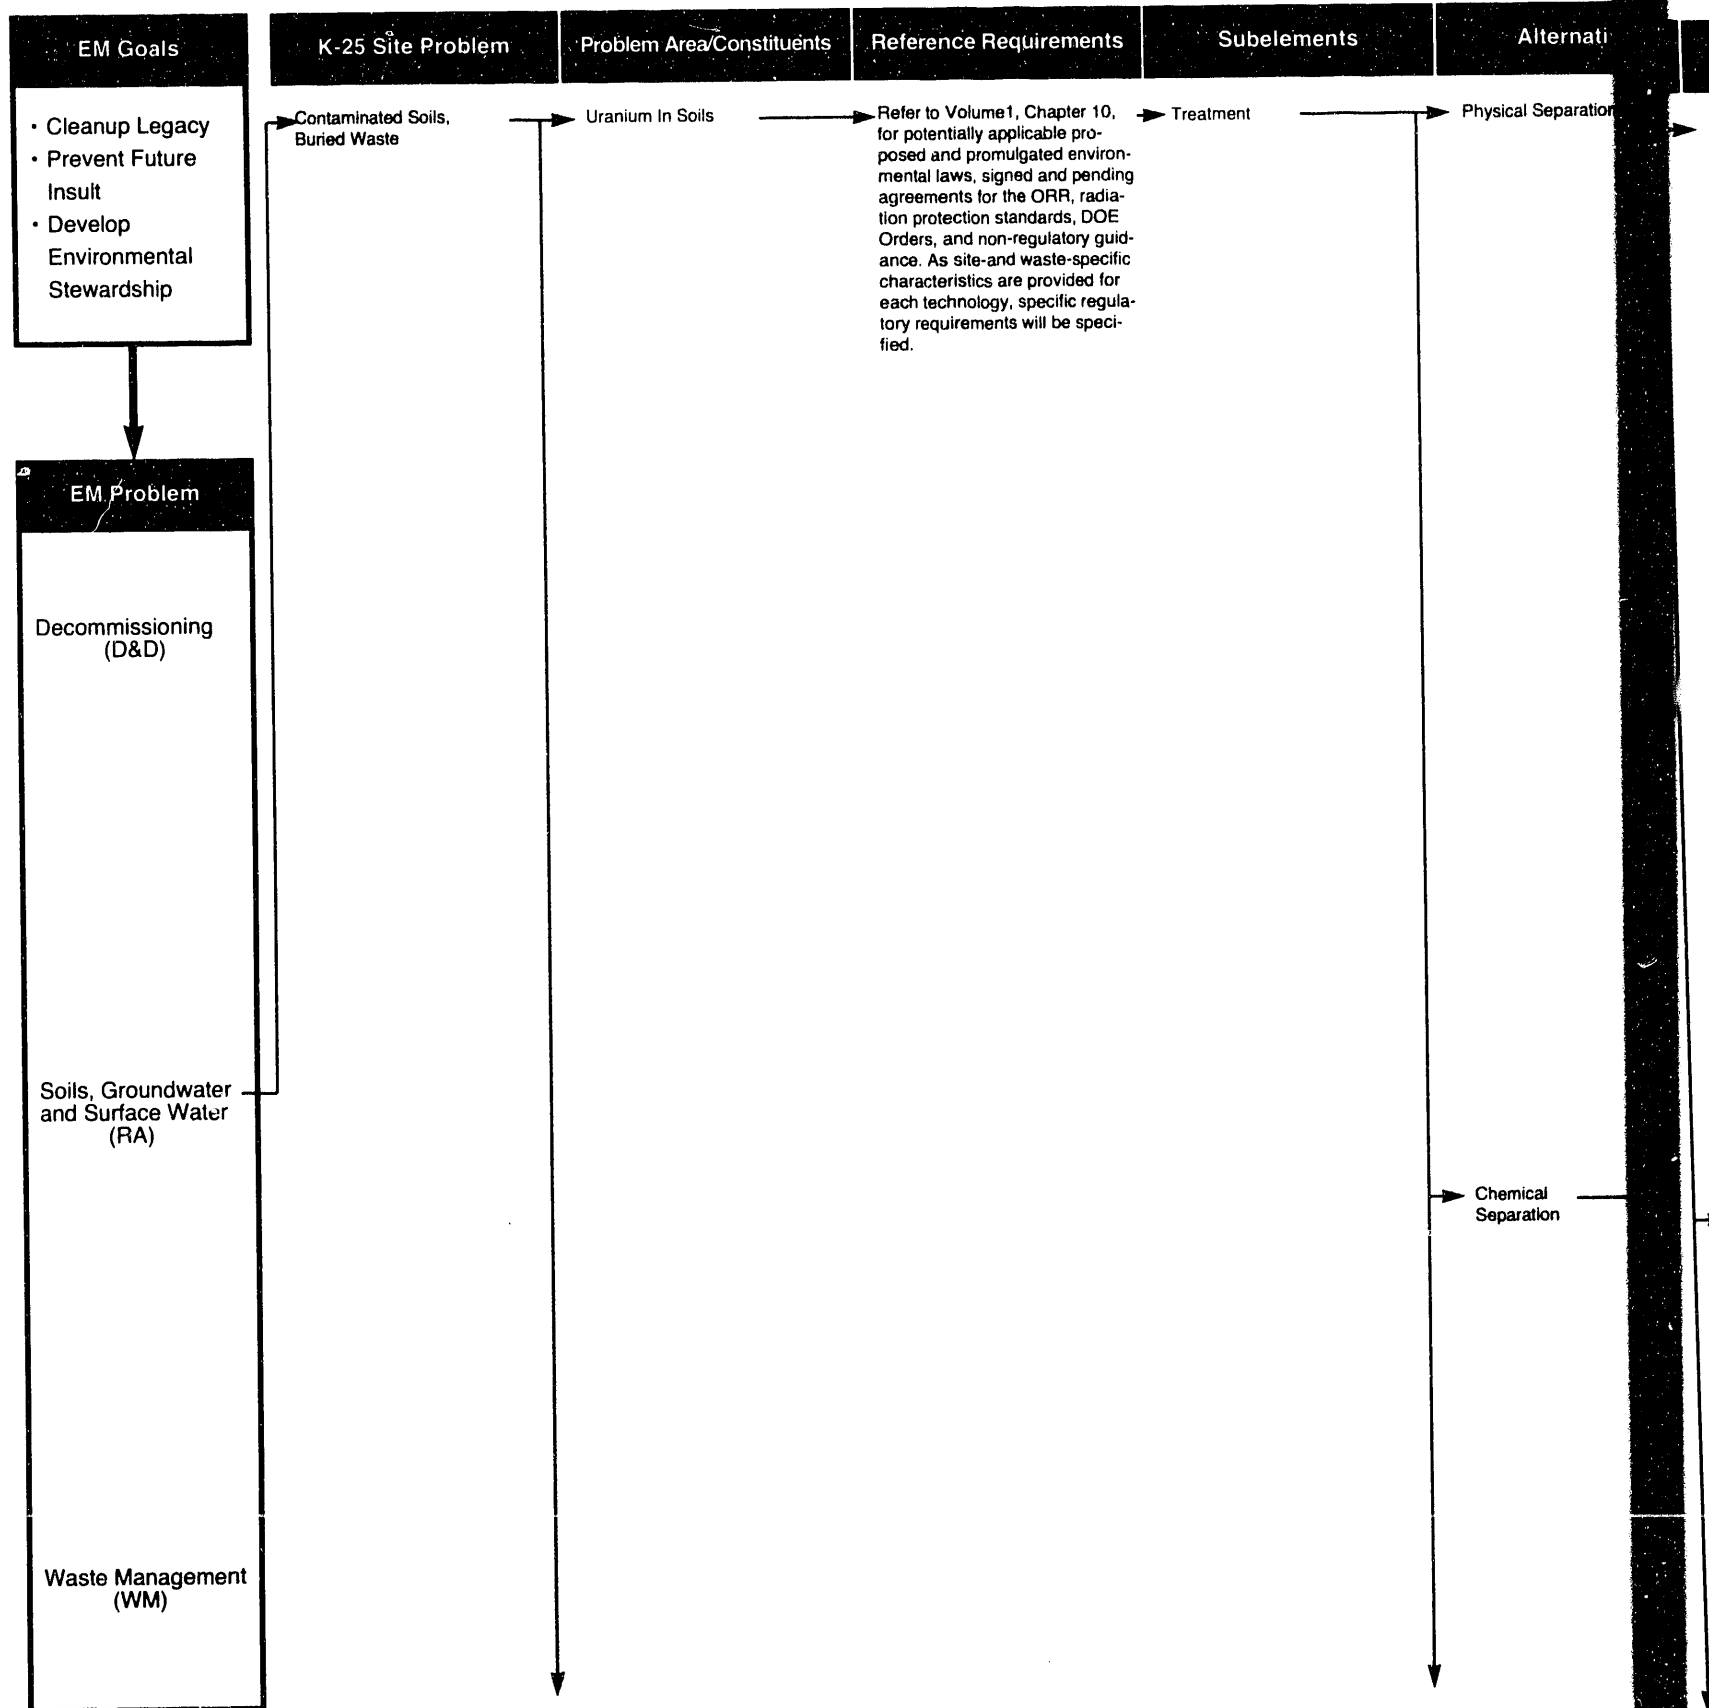 EM Goals
• Cleanup Legacy
• Prevent Future
Insult
• Develop
Environmental
Stewardship
EM Problem
Decommissioning
(D&D)
Soils, Groundwater
and Surface Water
(RA)
Waste Management
(WM)
K-25 Site Problem
Contaminated Soils,
Buried Waste
Problem Area/Constituents
Uranium In Soils
Reference Requirements
Refer to Volume1, Chapter 10,
for potentially applicable pro-
posed and promulgated environ-
mental laws, signed and pending
agreements for the ORR, radia-
tion protection standards, DOE
Orders, and non-regulatory guid-
ance. As site-and waste-specific
characteristics are provided for
each technology, specific regula-
tory requirements will be speci-
fied.
Subelements
Treatment
Alternati
Physical Separation
Chemical
Separation